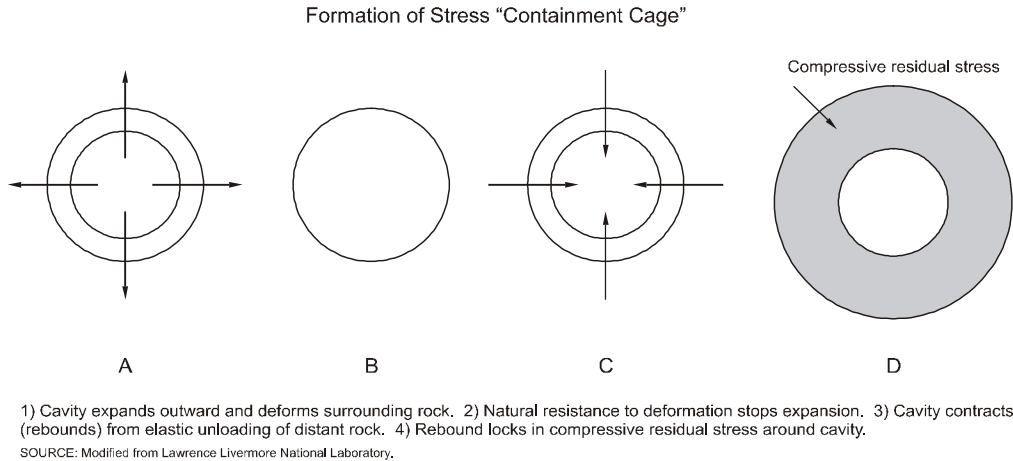 Formation of Stress “Containment Cage”
Compressive residual stress
A
B
C
D
1) Cavity expands outward and deforms surrounding rock. 2) Natural resistance to deformation stops expansion. 3) Cavity contracts
(rebounds) from elastic unloading of distant rock. 4) Rebound locks in compressive residual stress around cavity.
SOURCE: Modified from Lawrence Livermore National Laboratory.